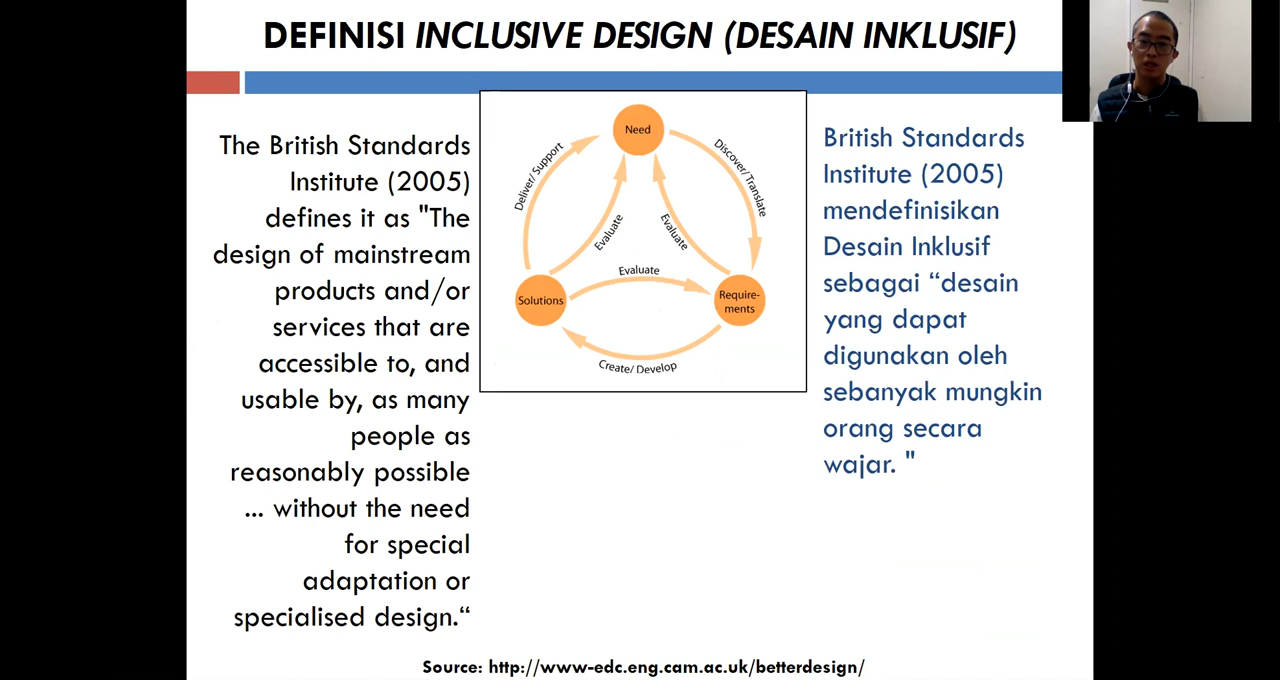 DEFINISI INCLUSIVE DESIGN (DESAIN INKLUSIF)
The British Standards
Institute (2005)
defines it as "The
design of mainstream
products and/or
services that are
accessible to, and
usable by, as many
people as
reasonably possible
... without the need
for special
adaptation or
specialised design.“
Need
Deliver/ Support
Discover/ Translate
Evaluate
Evaluate
Evaluate
Solutions
Require-
ments
Create/ Develop
British Standards
Institute (2005)
mendefinisikan
Desain Inklusif
sebagai “desain
yang dapat
digunakan oleh
sebanyak mungkin
orang secara
wajar. "
Source: http://www-edc.eng.cam.ac.uk/betterdesign/